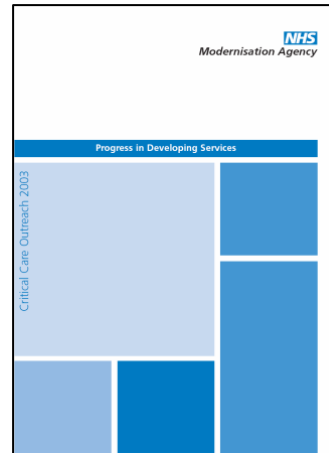 NHS
Modernisation Agency
Progress in Developing Services
Critical Care Outreach 2003